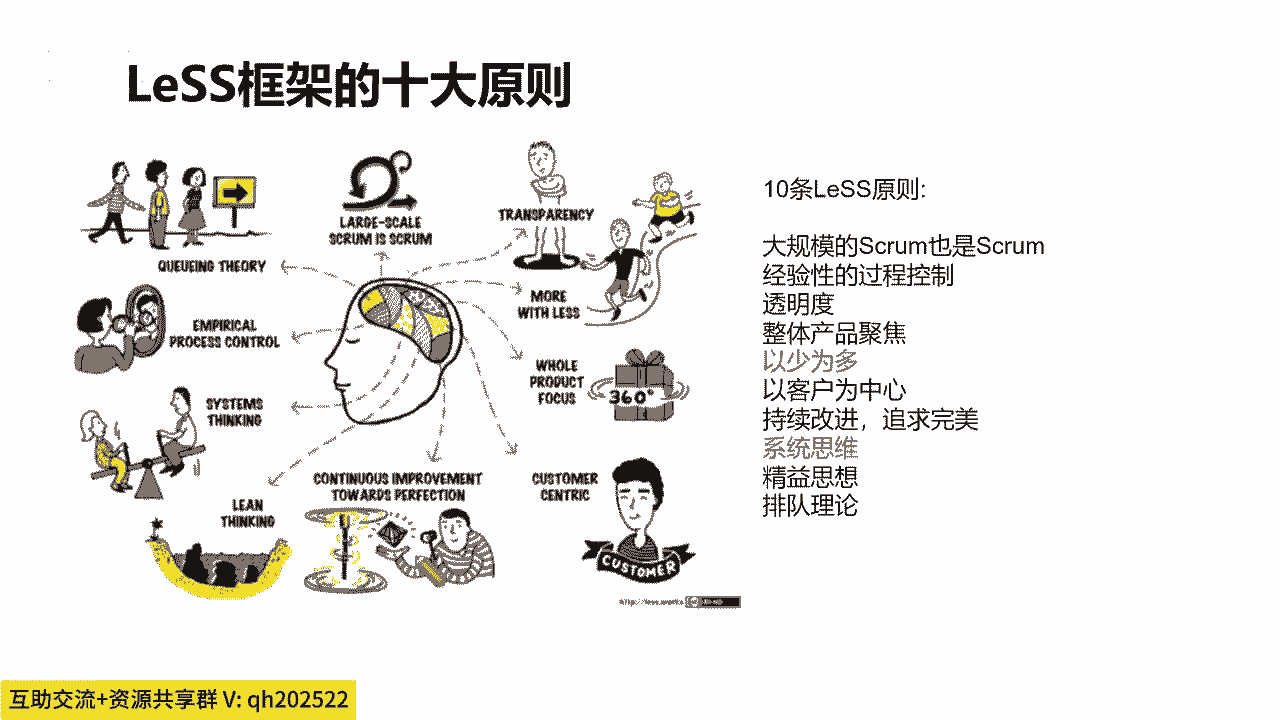 LeSS框架的十大原则
LARGE-SCALE
SCRUM IS SCRUM
TRANSPARENCY
QUEUEING THEORY
MORE
WITH LESS
EMPIRICAL
PROCESS CONTROL
WHOLE
PRODUCT
FOCUS
360°
SYSTEMS
THINKING
CONTINUOUS IMPROVEMENT
TOWARDS PERFECTION
CUSTOMER
CENTRIC
LEAN
THINKING
CUSTOMER
10条LeSS原则:
大规模的Scrum也是Scrum
经验性的过程控制
透明度
整体产品聚焦
以少为多
以客户为中心
持续改进，追求完美
系统思维
精益思想
排队理论
互助交流+资源共享群 V: qh202522